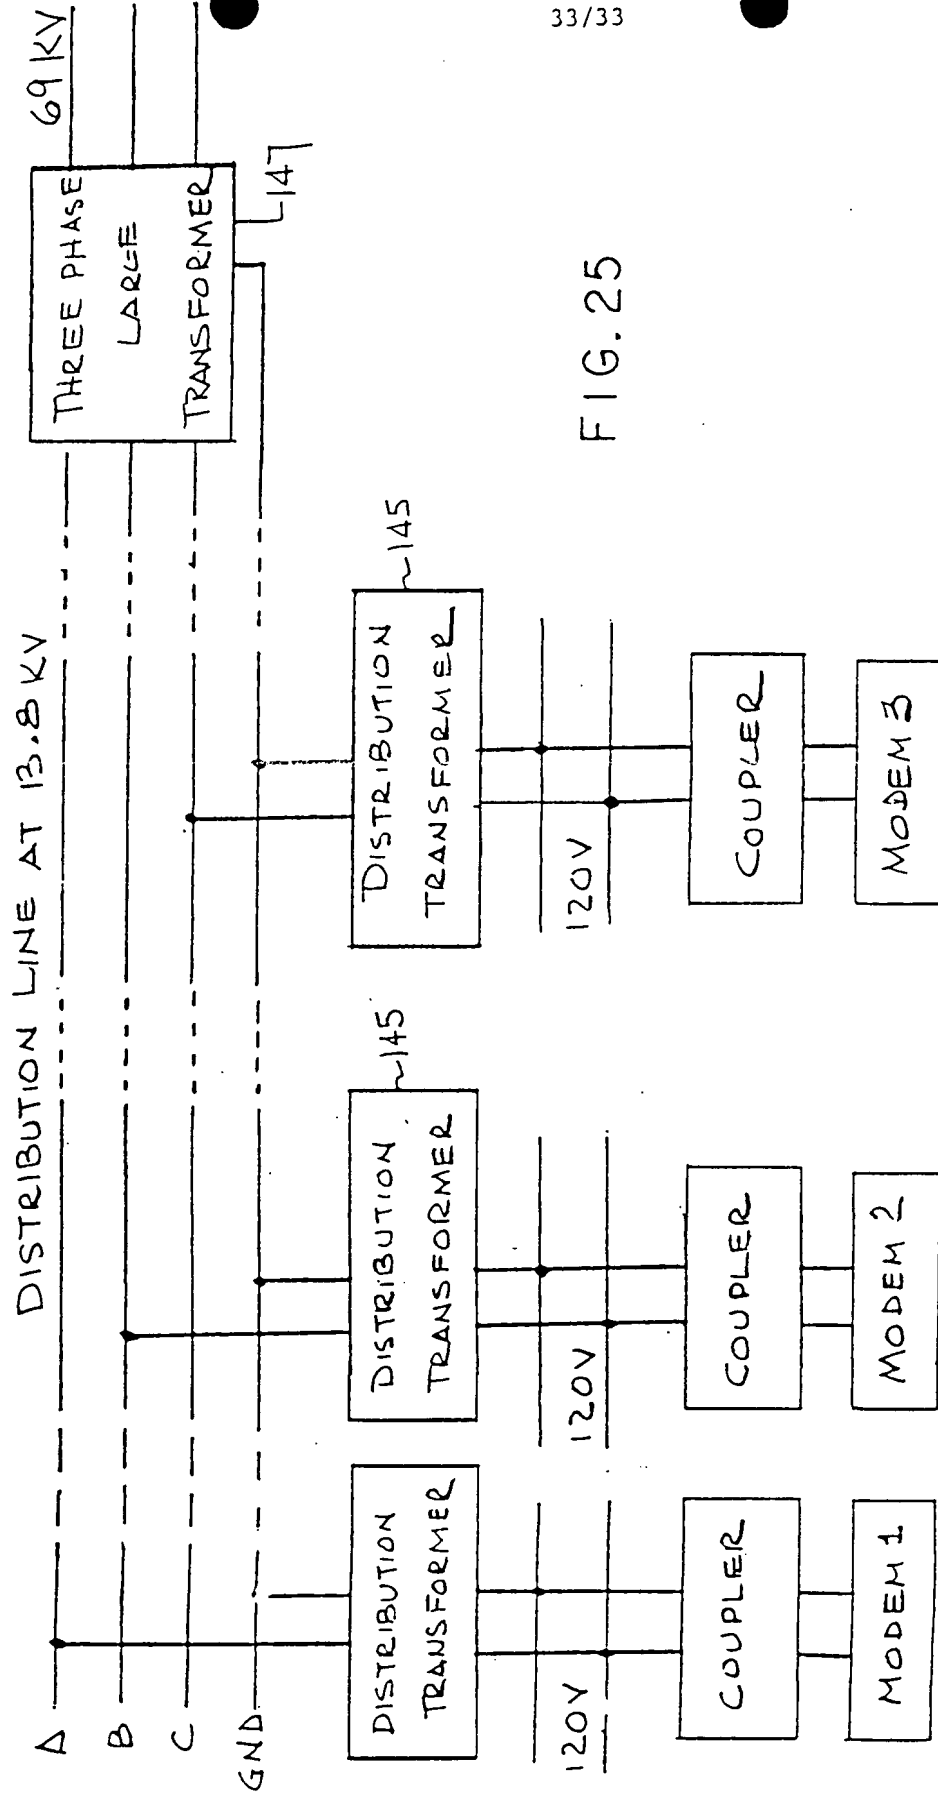 33/33
DISTRIBUTION LINE AT 13.8 KV
69 KV
A
B
C
GND
THREE PHASE
LARGE
TRANSFORMER
147
DISTRIBUTION
TRANSFORMER
DISTRIBUTION
TRANSFORMER
145
DISTRIBUTION
TRANSFORMER
145
120V
120V
120V
COUPLER
COUPLER
COUPLER
MODEM 1
MODEM 2
MODEM 3
FIG. 25